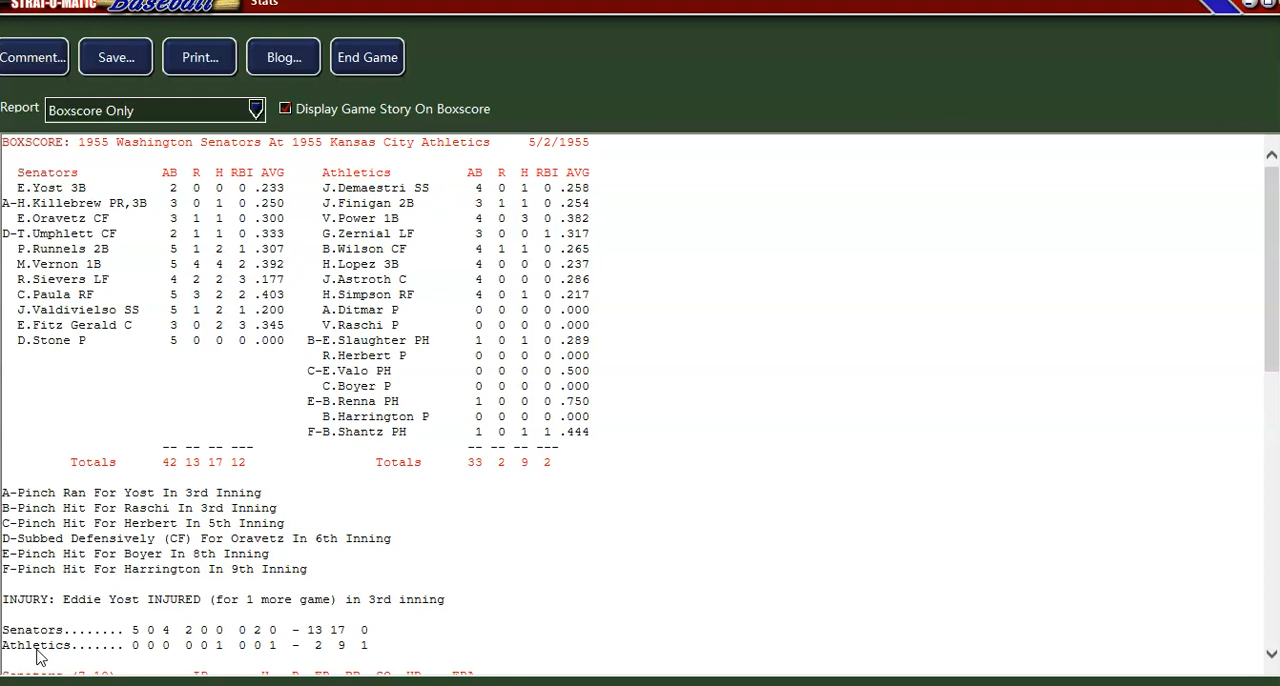 STRAT-O-MATIC Baseball Stats
Comment... Save... Print... Blog... End Game
Report Boxscore Only Display Game Story On Boxscore
BOXSCORE: 1955 Washington Senators At 1955 Kansas City Athletics 5/2/1955
Senators AB R H RBI AVG Athletics AB R H RBI AVG
E.Yost 3B 2 0 0 0 .233 J.Demaestri SS 4 0 1 0 .258
A-H.Killebrew PR,3B 3 0 1 0 .250 J.Finigan 2B 3 1 1 0 .254
E.Oravetz CF 3 1 1 0 .300 V.Power 1B 4 0 3 0 .382
D-T.Umphlett CF 2 1 1 0 .333 G.Zernial LF 3 0 0 1 .317
P.Runnels 2B 5 1 2 1 .307 B.Wilson CF 4 1 1 0 .265
M.Vernon 1B 5 4 4 2 .392 H.Lopez 3B 4 0 0 0 .237
R.Sievers LF 4 2 2 3 .177 J.Astroth C 4 0 0 0 .286
C.Paula RF 5 3 2 2 .403 H.Simpson RF 4 0 1 0 .217
J.Valdivielso SS 5 1 2 1 .200 A.Ditmar P 0 0 0 0 .000
E.Fitz Gerald C 3 0 2 3 .345 V.Raschi P 0 0 0 0 .000
D.Stone P 5 0 0 0 .000 B-E.Slaughter PH 1 0 1 0 .289
R.Herbert P 0 0 0 0 .000
C-E.Valo PH 0 0 0 0 .500
C.Boyer P 0 0 0 0 .000
E-B.Renna PH 1 0 0 0 .750
B.Harrington P 0 0 0 0 .000
F-B.Shantz PH 1 0 1 1 .444
-- -- -- --- -- -- -- ---
Totals 42 13 17 12 Totals 33 2 9 2
A-Pinch Ran For Yost In 3rd Inning
B-Pinch Hit For Raschi In 3rd Inning
C-Pinch Hit For Herbert In 5th Inning
D-Subbed Defensively (CF) For Oravetz In 6th Inning
E-Pinch Hit For Boyer In 8th Inning
F-Pinch Hit For Harrington In 9th Inning
INJURY: Eddie Yost INJURED (for 1 more game) in 3rd inning
Senators........ 5 0 4 2 0 0 0 2 0 - 13 17 0
Athletics....... 0 0 0 0 0 1 0 0 1 - 2 9 1